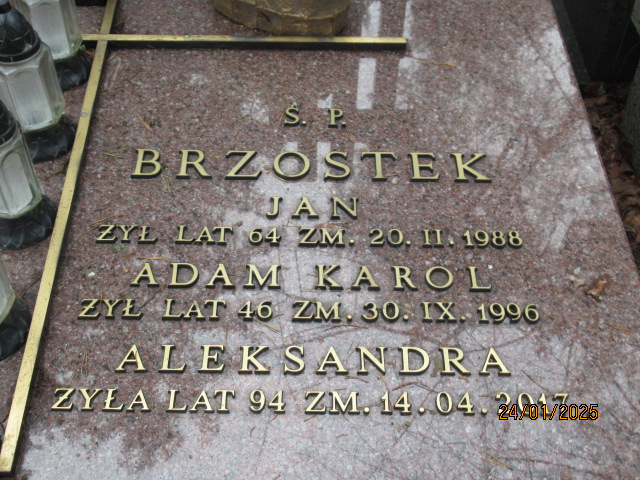 Ś. P.
BRZOSTEK
JAN
ŻYŁ LAT 64 ZM. 20. II. 1988
ADAM KAROL
ŻYŁ LAT 46 ZM. 30. IX. 1996
ALEKSANDRA
ŻYŁA LAT 94 ZM. 14. 04. 2017
24/01/2025